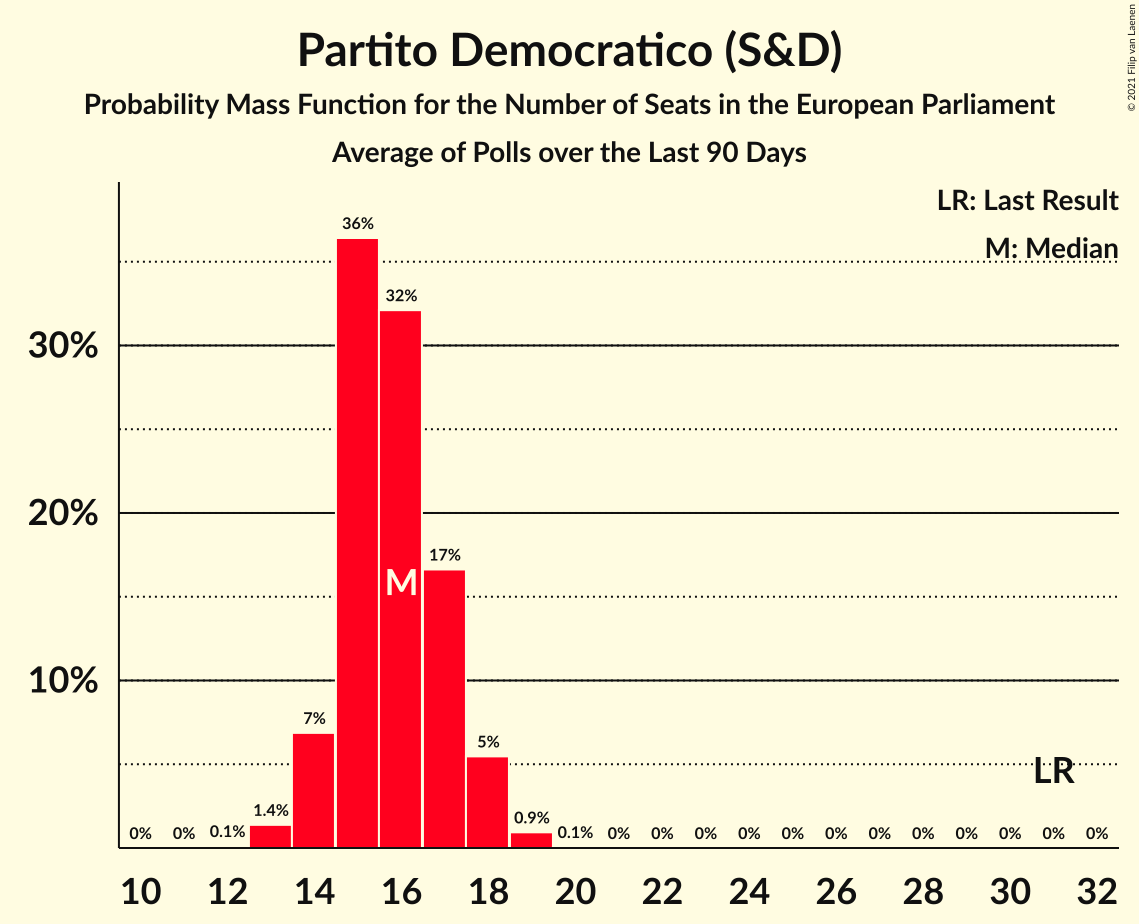 Partito Democratico (S&D)
Probability Mass Function for the Number of Seats in the European Parliament
Average of Polls over the Last 90 Days
© 2021 Filip van Laenen
LR: Last Result
M: Median
36%
32%
30%
20%
17%
M
10%
7%
5%
LR
0% 0% 0.1% 1.4% 0.9% 0.1% 0% 0% 0% 0% 0% 0% 0% 0% 0% 0% 0% 0%
10 12 14 16 18 20 22 24 26 28 30 32